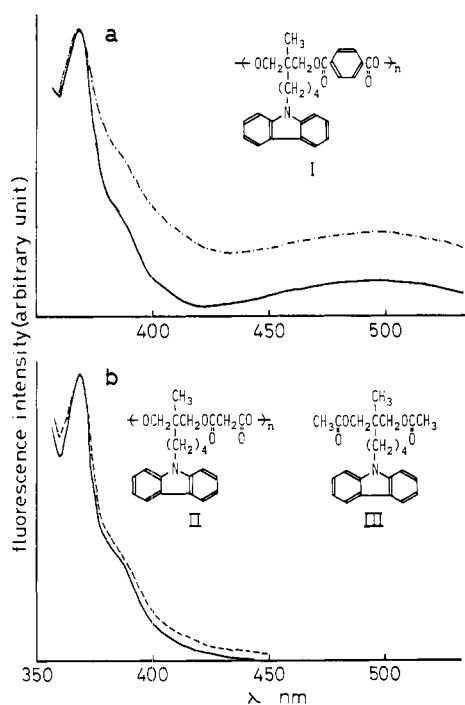 fluorescence intensity (arbitrary unit)
a
CH₃
( OCH₂CCH₂OC CO )ₙ
O O
(CH₂)₄
N
I
400 450 500
b
CH₃
( OCH₂CCH₂OCCH₂CO )ₙ
O O
(CH₂)₄
N
II
CH₃
CH₃COCH₂CCH₂OCCH₃
O O
(CH₂)₄
N
III
350 400 450 500
λ nm